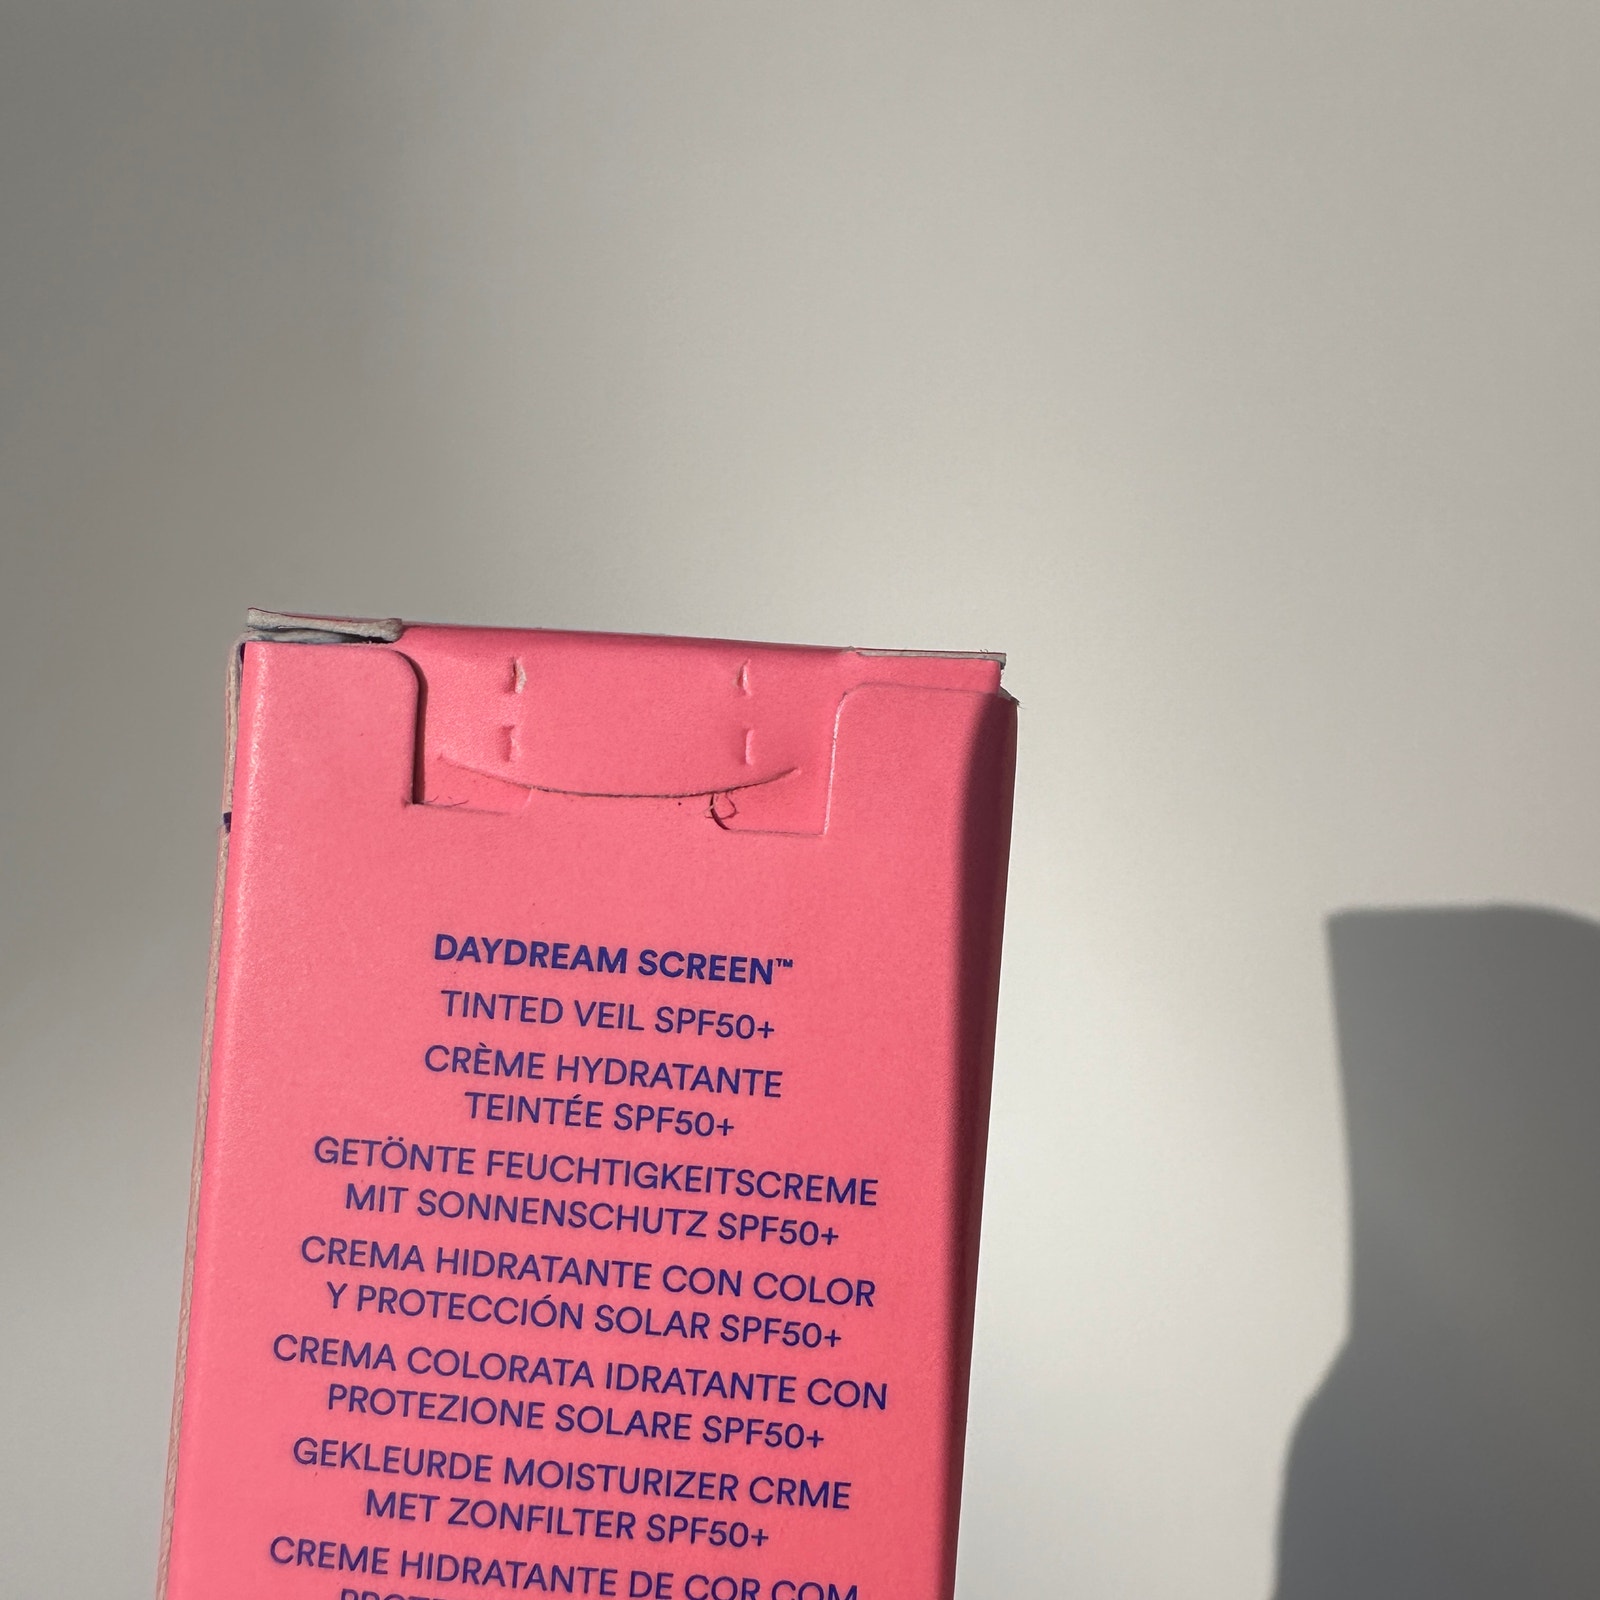 DAYDREAM SCREEN™
TINTED VEIL SPF50+
CRÈME HYDRATANTE
TEINTÉE SPF50+
GETÖNTE FEUCHTIGKEITSCREME
MIT SONNENSCHUTZ SPF50+
CREMA HIDRATANTE CON COLOR
Y PROTECCIÓN SOLAR SPF50+
CREMA COLORATA IDRATANTE CON
PROTEZIONE SOLARE SPF50+
GEKLEURDE MOISTURIZER CRME
MET ZONFILTER SPF50+
CREME HIDRATANTE DE COR COM